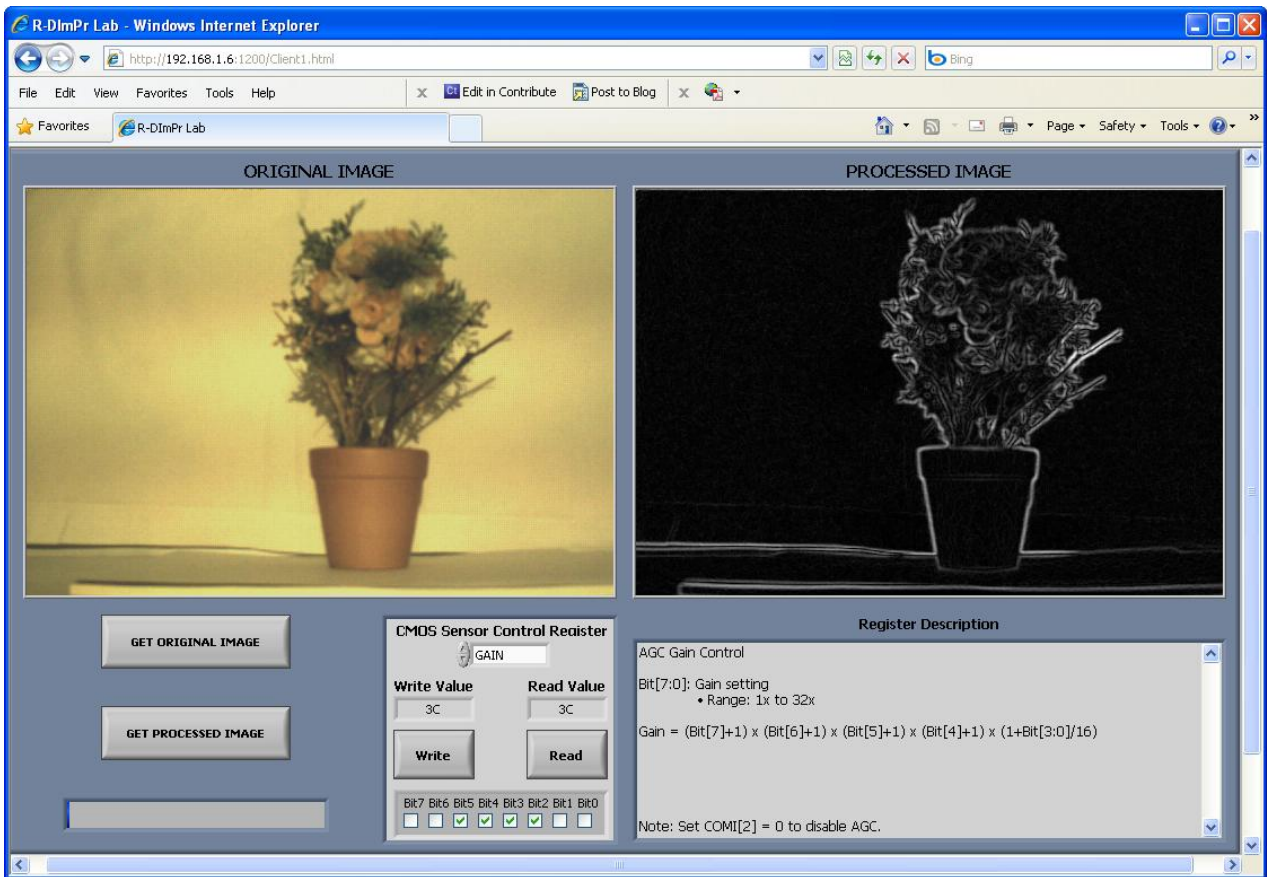 R-DImPr Lab - Windows Internet Explorer
http://192.168.1.6:1200/Client1.html
Bing
File Edit View Favorites Tools Help
x Ct Edit in Contribute Post to Blog x
Favorites R-DImPr Lab
Page Safety Tools
ORIGINAL IMAGE
PROCESSED IMAGE
GET ORIGINAL IMAGE
GET PROCESSED IMAGE
CMOS Sensor Control Register
GAIN
Write Value Read Value
3C 3C
Write Read
Bit7 Bit6 Bit5 Bit4 Bit3 Bit2 Bit1 Bit0
Register Description
AGC Gain Control
Bit[7:0]: Gain setting
• Range: 1x to 32x
Gain = (Bit[7]+1) x (Bit[6]+1) x (Bit[5]+1) x (Bit[4]+1) x (1+Bit[3:0]/16)
Note: Set COMI[2] = 0 to disable AGC.